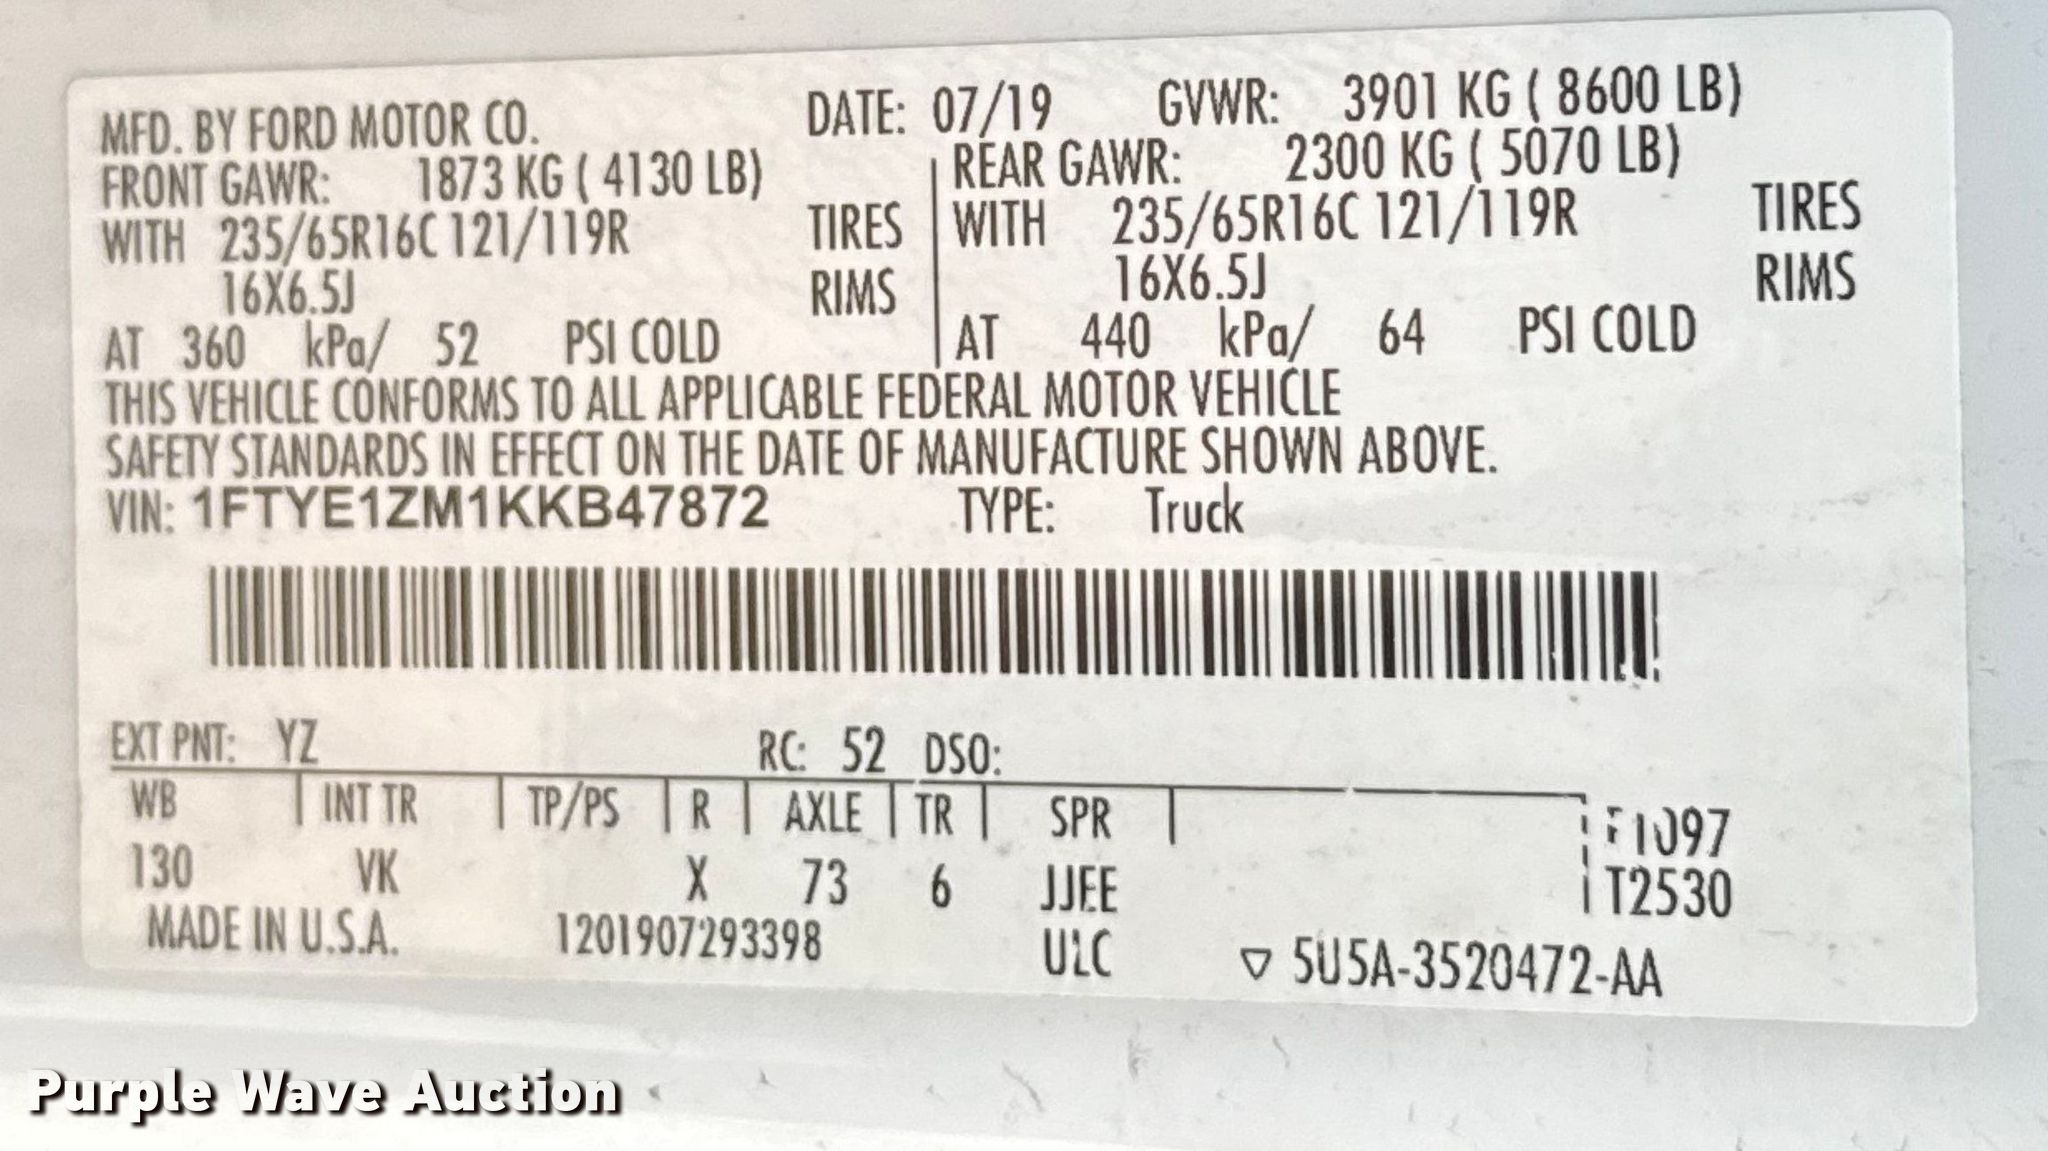 MFD. BY FORD MOTOR CO. DATE: 07/19 GVWR: 3901 KG ( 8600 LB)
FRONT GAWR: 1873 KG ( 4130 LB) REAR GAWR: 2300 KG ( 5070 LB)
WITH 235/65R16C 121/119R TIRES WITH 235/65R16C 121/119R TIRES
16X6.5J RIMS 16X6.5J RIMS
AT 360 kPa/ 52 PSI COLD AT 440 kPa/ 64 PSI COLD
THIS VEHICLE CONFORMS TO ALL APPLICABLE FEDERAL MOTOR VEHICLE
SAFETY STANDARDS IN EFFECT ON THE DATE OF MANUFACTURE SHOWN ABOVE.
VIN: 1FTYE1ZM1KKB47872 TYPE: Truck
EXT PNT: YZ RC: 52 DSO:
WB INT TR TP/PS R AXLE TR SPR
130 VK X 73 6 JJEE T2530
MADE IN U.S.A. 1201907293398 ▽ 5U5A-3520472-AA
Purple Wave Auction